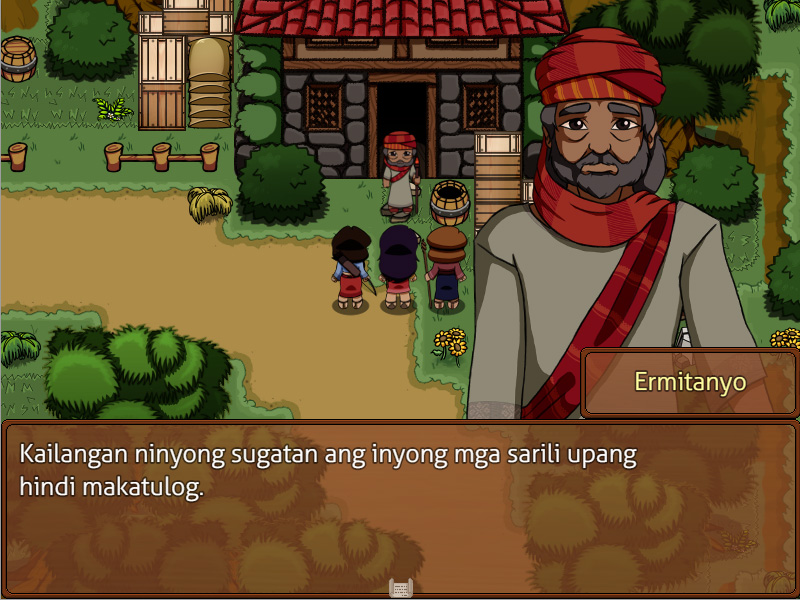 Ermitanyo
Kailangan ninyong sugatan ang inyong mga sarili upang
hindi makatulog.